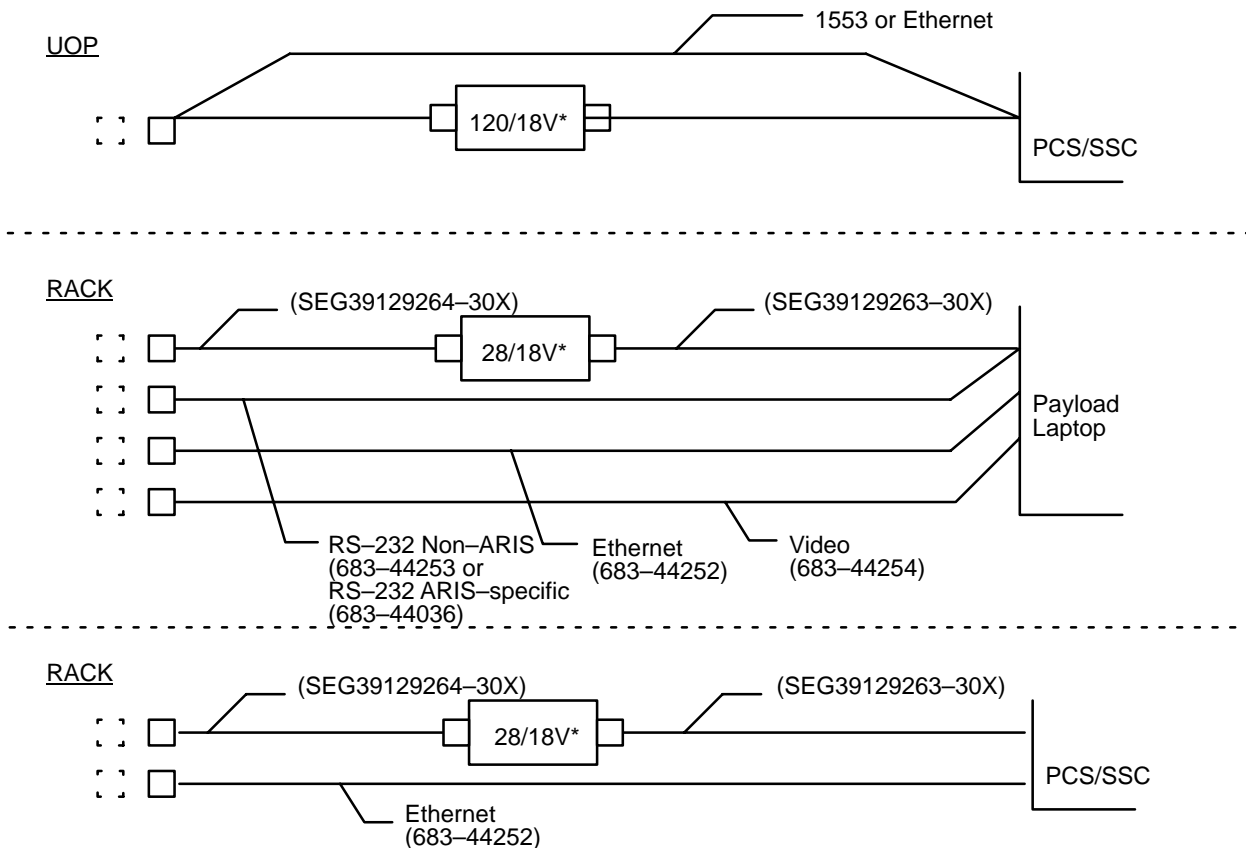 1553 or Ethernet
UOP
120/18V*
PCS/SSC
RACK
(SEG39129264–30X)
(SEG39129263–30X)
28/18V*
Payload
Laptop
RS–232 Non–ARIS
(683–44253 or
RS–232 ARIS–specific
(683–44036)
Ethernet
(683–44252)
Video
(683–44254)
RACK
(SEG39129264–30X)
(SEG39129263–30X)
28/18V*
PCS/SSC
Ethernet
(683–44252)